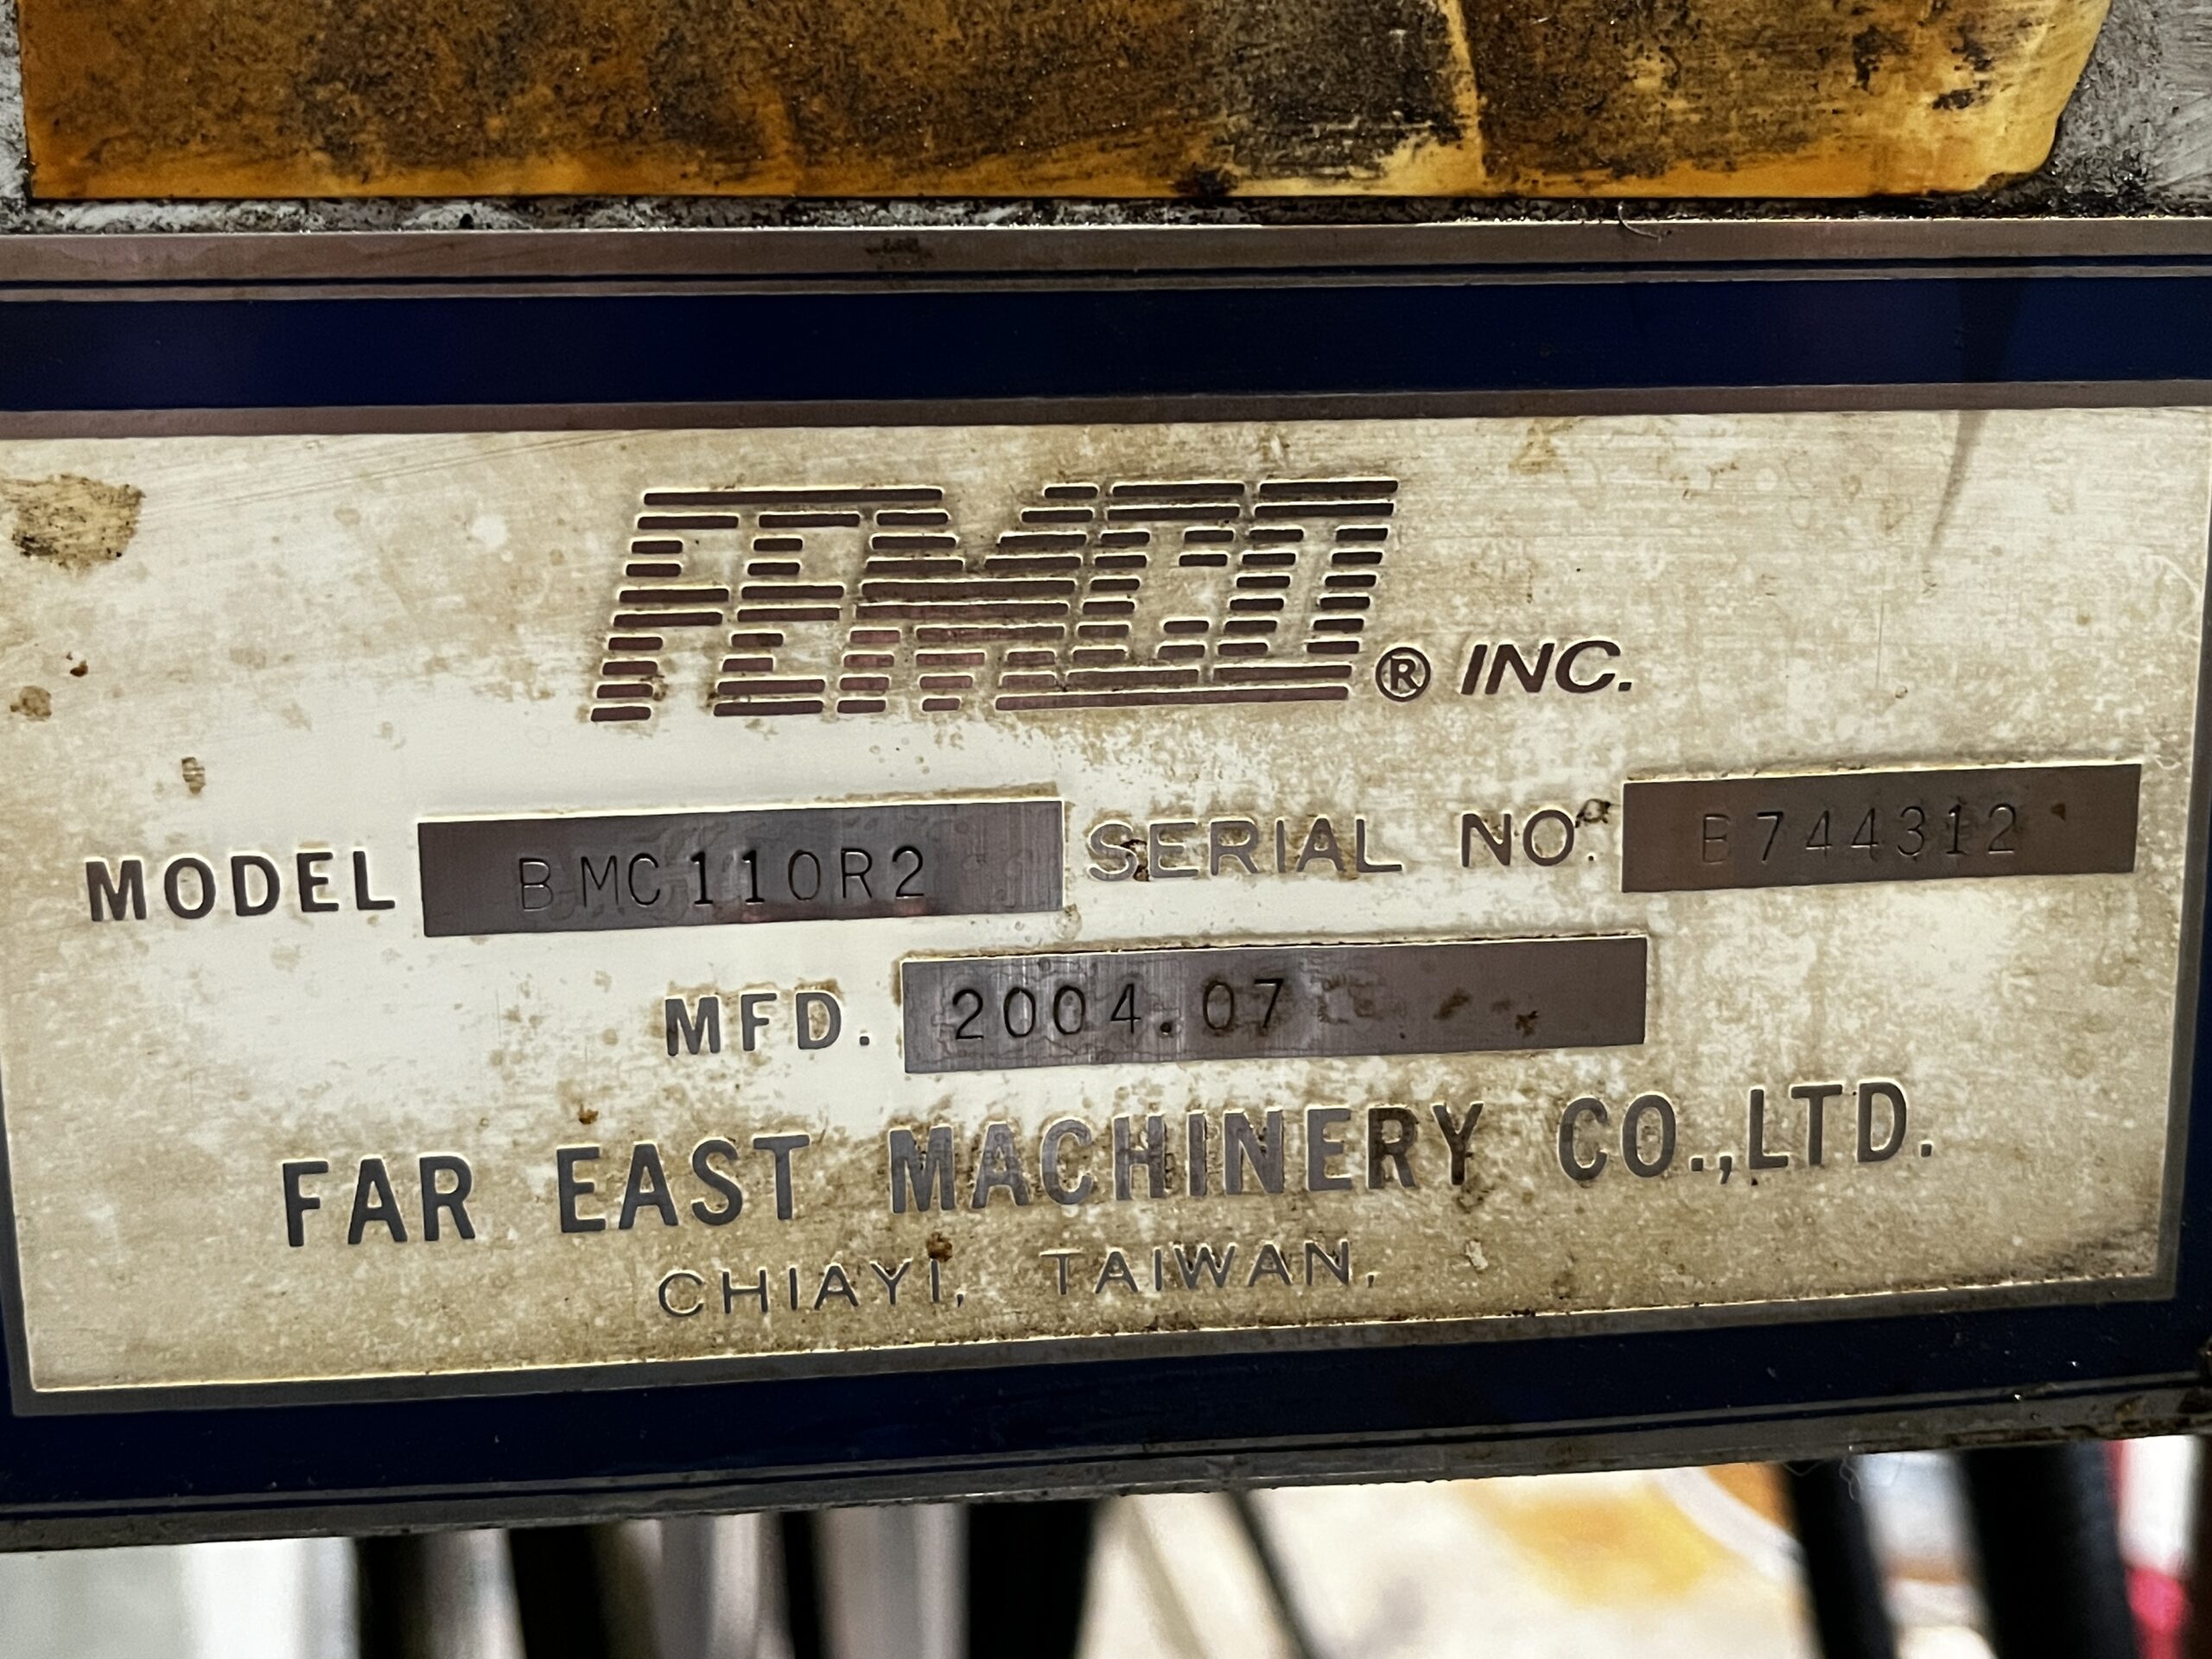 FEMCO ® INC.
MODEL BMC110R2 SERIAL NO. B744312
MFD. 2004.07
FAR EAST MACHINERY CO.,LTD.
CHIAYI, TAIWAN,